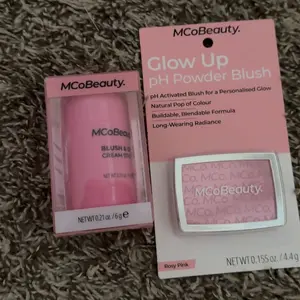 MCoBeauty.
MCoBeauty
BLUSH &
CREAM
NET WT 0.21 oz. / 6 g ℮
MCoBeauty.
Glow Up
pH Powder Blush
pH Activated Blush for a Personalised Glow
Natural Pop of Colour
Buildable, Blendable Formula
Long-Wearing Radiance
MCoBeauty.
Rosy Pink
NET WT 0.155 oz. / 4.4 g